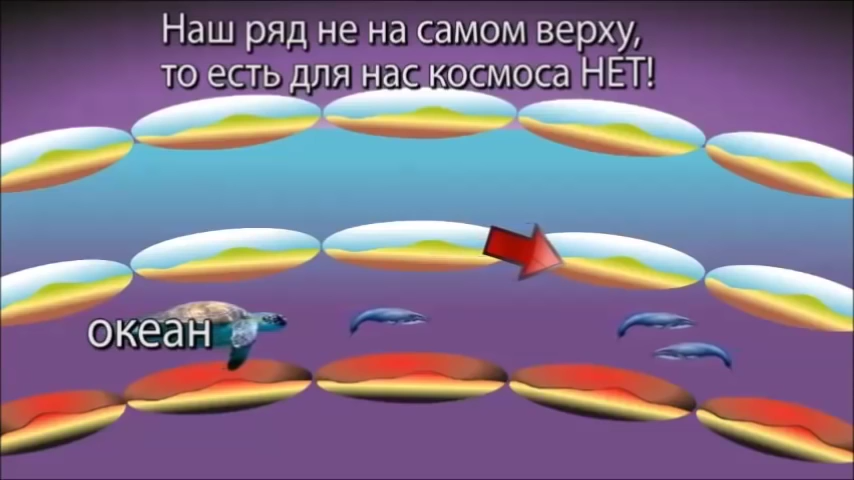 Наш ряд не на самом верху,
то есть для нас космоса НЕТ!
океан